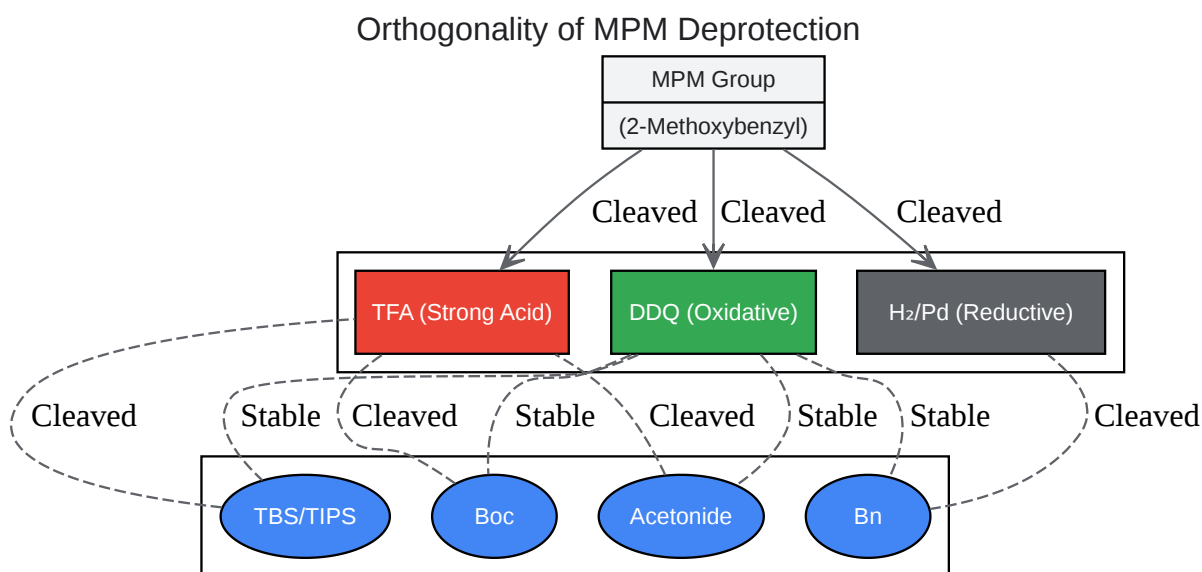 Orthogonality of MPM Deprotection
MPM Group
(2-Methoxybenzyl)
Cleaved
Cleaved
Cleaved
TFA (Strong Acid)
DDQ (Oxidative)
H₂/Pd (Reductive)
Cleaved
Stable
Cleaved
Stable
Cleaved
Stable
Stable
Cleaved
TBS/TIPS
Boc
Acetonide
Bn